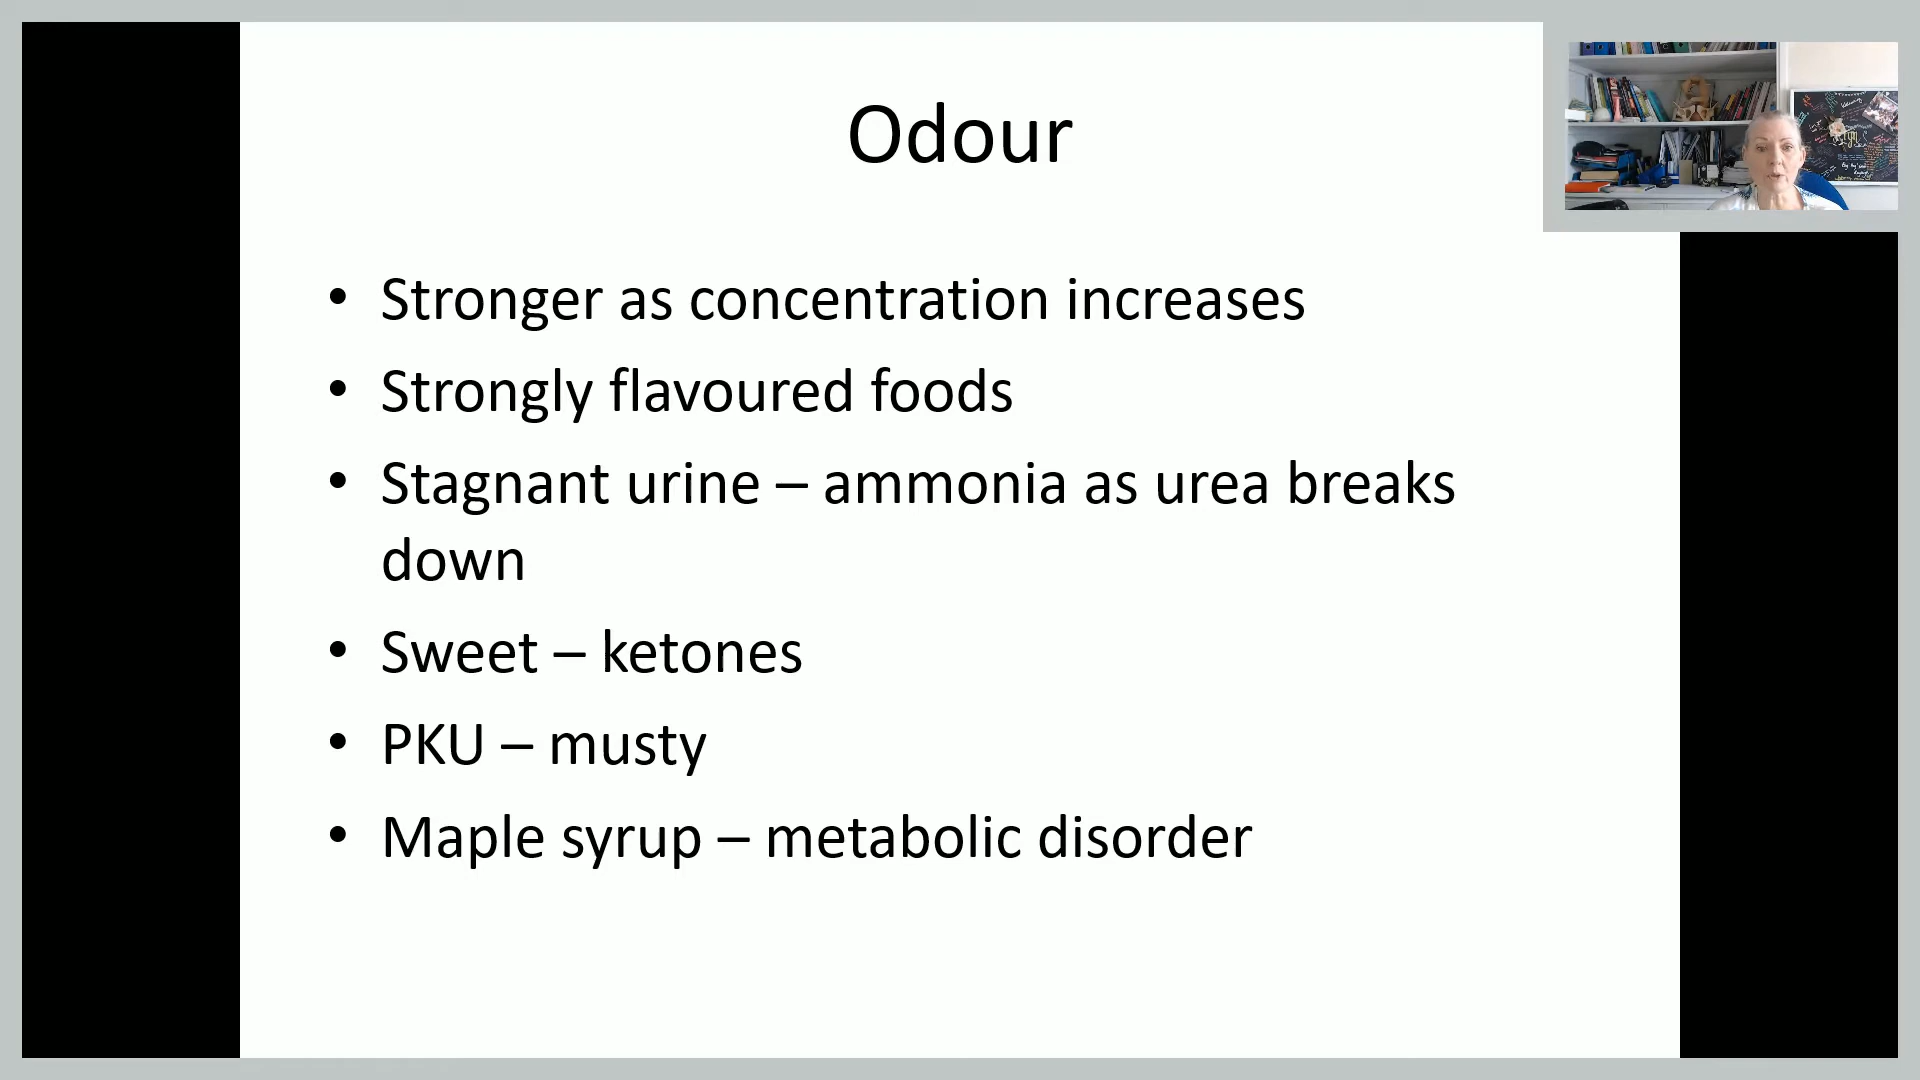 Odour
• Stronger as concentration increases
• Strongly flavoured foods
• Stagnant urine – ammonia as urea breaks
down
• Sweet – ketones
• PKU – musty
• Maple syrup – metabolic disorder